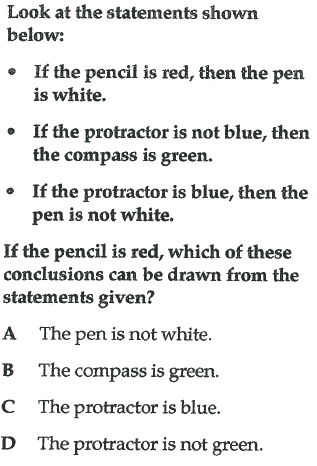 Look at the statements shown
below:
• If the pencil is red, then the pen
is white.
• If the protractor is not blue, then
the compass is green.
• If the protractor is blue, then the
pen is not white.
If the pencil is red, which of these
conclusions can be drawn from the
statements given?
A The pen is not white.
B The compass is green.
C The protractor is blue.
D The protractor is not green.